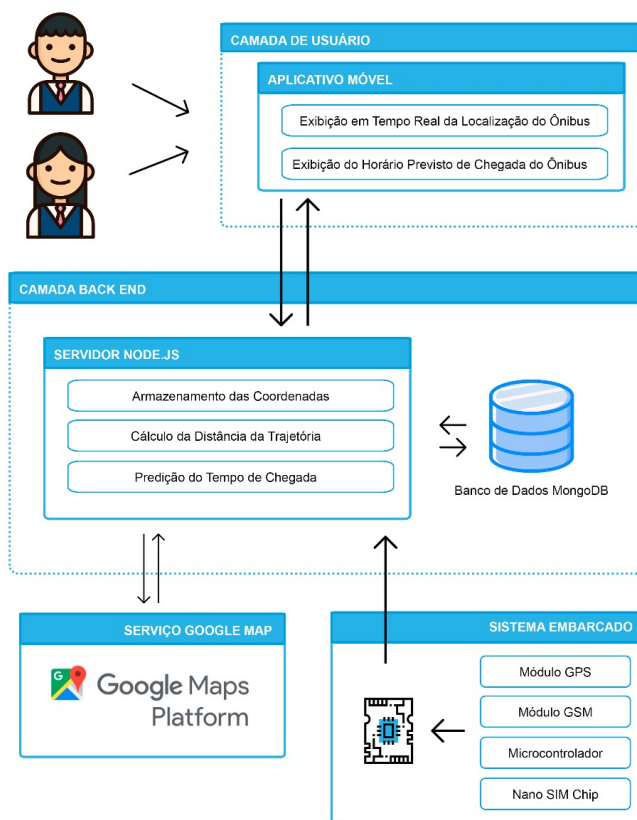 CAMADA DE USUÁRIO
APLICATIVO MÓVEL
Exibição em Tempo Real da Localização do Ônibus
Exibição do Horário Previsto de Chegada do Ônibus
CAMADA BACK END
SERVIDOR NODE.JS
Armazenamento das Coordenadas
Cálculo da Distância da Trajetória
Predição do Tempo de Chegada
Banco de Dados MongoDB
SERVIÇO GOOGLE MAP
G
Google Maps
Platform
SISTEMA EMBARCADO
Módulo GPS
Módulo GSM
Microcontrolador
Nano SIM Chip